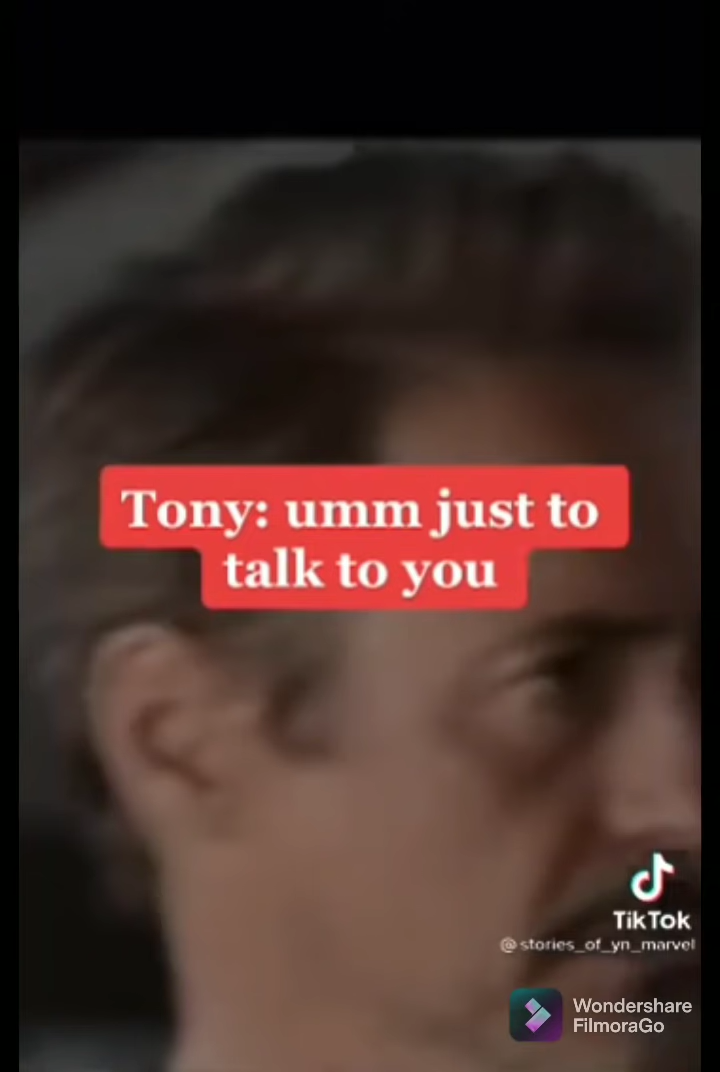 Tony: umm just to
talk to you
TikTok
@stories_of_yn_marvel
Wondershare
FilmoraGo